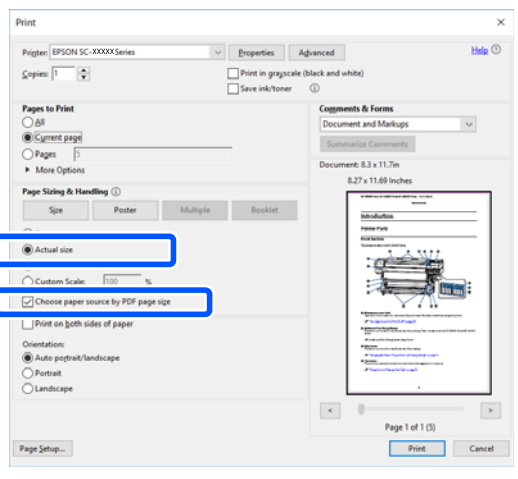 Print
Printer: EPSON SC-XXXXX Series
Properties
Advanced
Help
Copies: 1
Print in grayscale (black and white)
Save ink/toner
Pages to Print
All
Current page
Pages 5
More Options
Comments & Forms
Document and Markups
Summarize Comments
Page Sizing & Handling
Size
Poster
Multiple
Booklet
Actual size
Custom Scale: 100 %
Choose paper source by PDF page size
Print on both sides of paper
Orientation:
Auto portrait/landscape
Portrait
Landscape
Document: 8.3 x 11.7in
8.27 x 11.69 Inches
Introduction
Printer Parts
Front Section
<
>
Page 1 of 1 (5)
Page Setup...
Print
Cancel